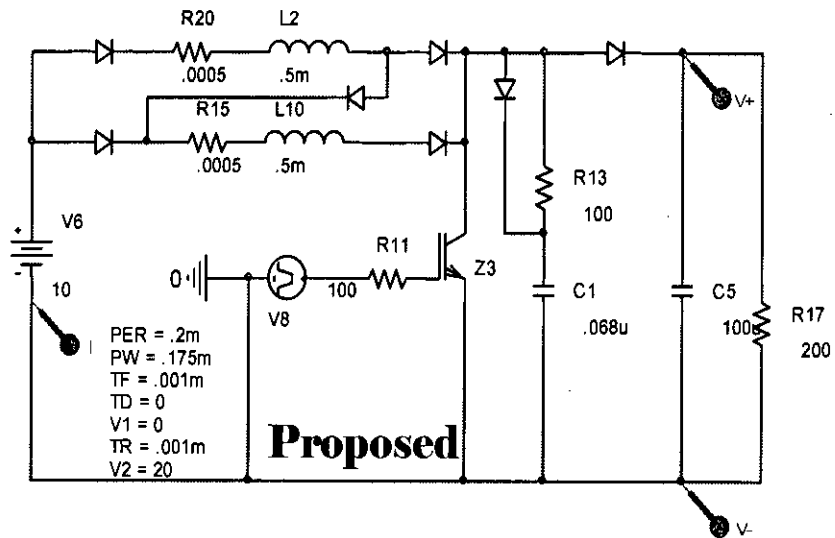 R20
L2
.0005
.5m
R15
L10
.0005
.5m
V+
R13
100
V6
+
-
10
R11
Z3
0
100
V8
C1
.068u
C5
100u
R17
200
I
PER = .2m
PW = .175m
TF = .001m
TD = 0
V1 = 0
TR = .001m
V2 = 20
Proposed
V-